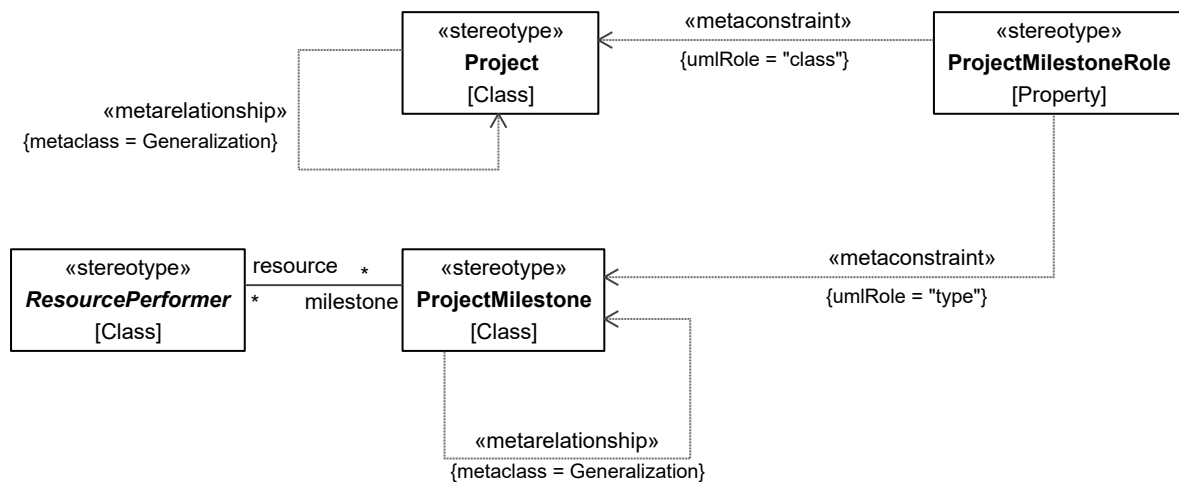 «stereotype»
Project
[Class]
«metaconstraint»
{umlRole = "class"}
«stereotype»
ProjectMilestoneRole
[Property]
«metarelationship»
{metaclass = Generalization}
«stereotype»
ResourcePerformer
[Class]
resource *
* milestone
«stereotype»
ProjectMilestone
[Class]
«metaconstraint»
{umlRole = "type"}
«metarelationship»
{metaclass = Generalization}